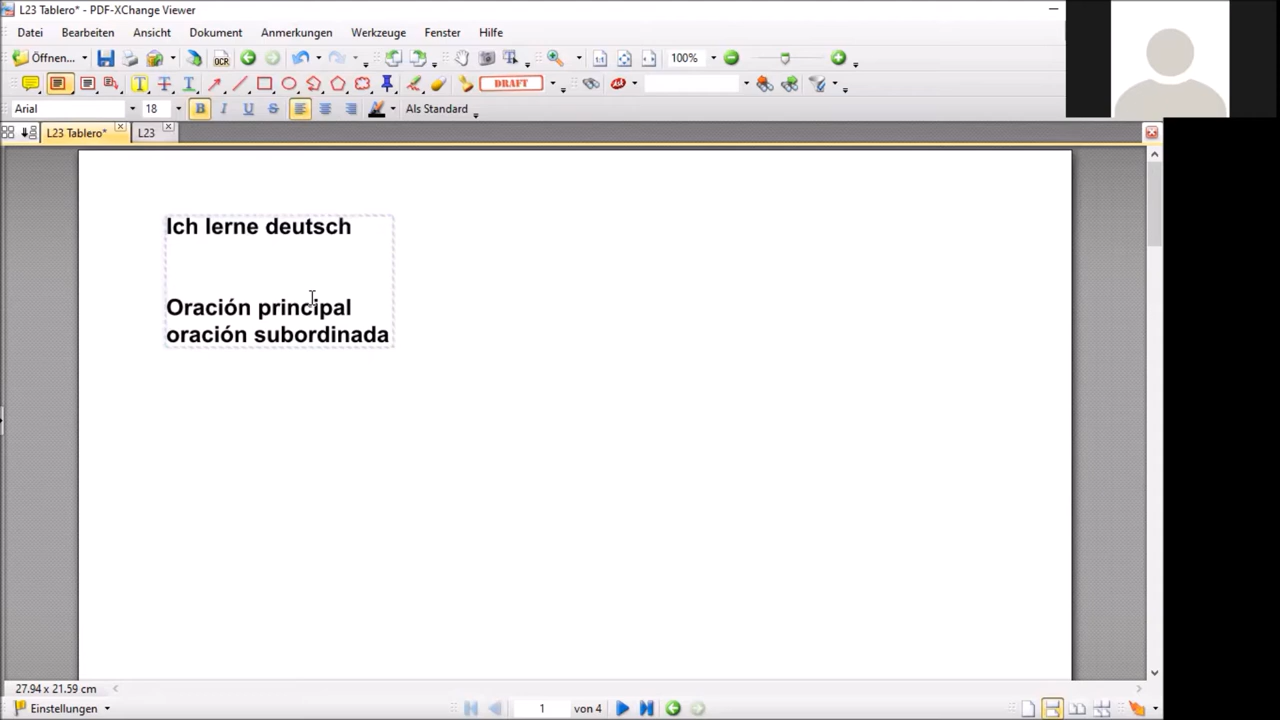 L23 Tablero* - PDF-XChange Viewer
Datei Bearbeiten Ansicht Dokument Anmerkungen Werkzeuge Fenster Hilfe
Öffnen... OCR 100%
DRAFT
Arial 18 B I U S Als Standard
L23 Tablero* L23
Ich lerne deutsch
Oración principal
oración subordinada
27.94 x 21.59 cm
Einstellungen 1 von 4